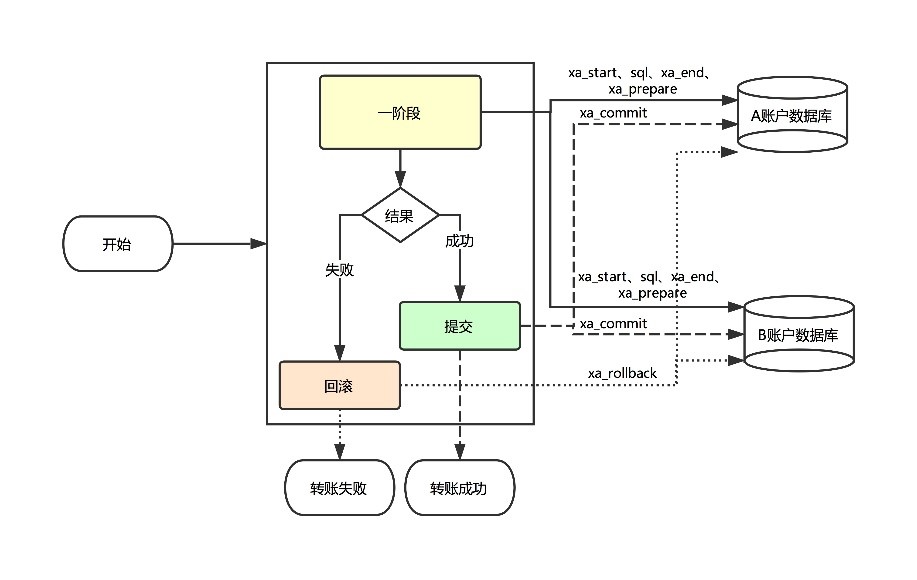 xa_start、sql、xa_end、
xa_prepare
一阶段
xa_commit
A账户数据库
结果
开始
成功
失败
xa_start、sql、xa_end、
xa_prepare
提交
xa_commit
B账户数据库
回滚
xa_rollback
转账失败
转账成功